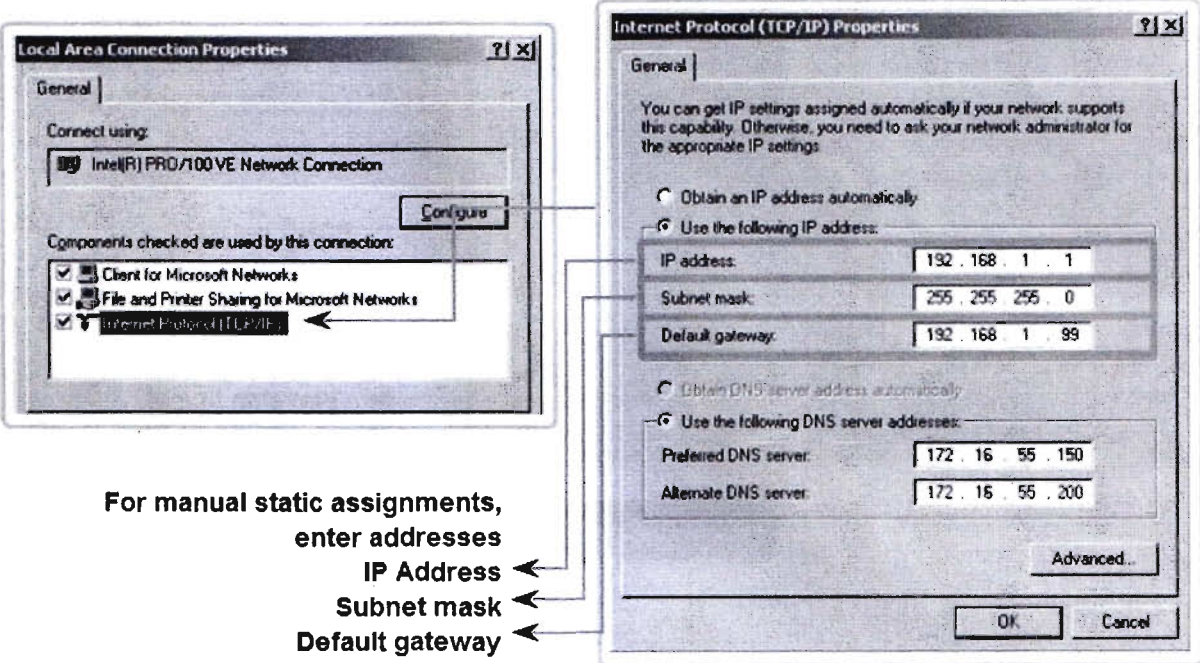 Local Area Connection Properties
General
Connect using:
Intel(R) PRO/100 VE Network Connection
Configure
Components checked are used by this connection:
Client for Microsoft Networks
File and Printer Sharing for Microsoft Networks
Internet Protocol (TCP/IP)
For manual static assignments,
enter addresses
IP Address
Subnet mask
Default gateway
Internet Protocol (TCP/IP) Properties
General
You can get IP settings assigned automatically if your network supports
this capability. Otherwise, you need to ask your network administrator for
the appropriate IP settings
Obtain an IP address automatically
Use the following IP address:
IP address: 192 . 168 . 1 . 1
Subnet mask: 255 . 255 . 255 . 0
Default gateway: 192 . 168 . 1 . 99
Obtain DNS server address automatically
Use the following DNS server addresses:
Preferred DNS server: 172 . 16 . 55 . 150
Alternate DNS server: 172 . 16 . 55 . 200
Advanced...
OK
Cancel